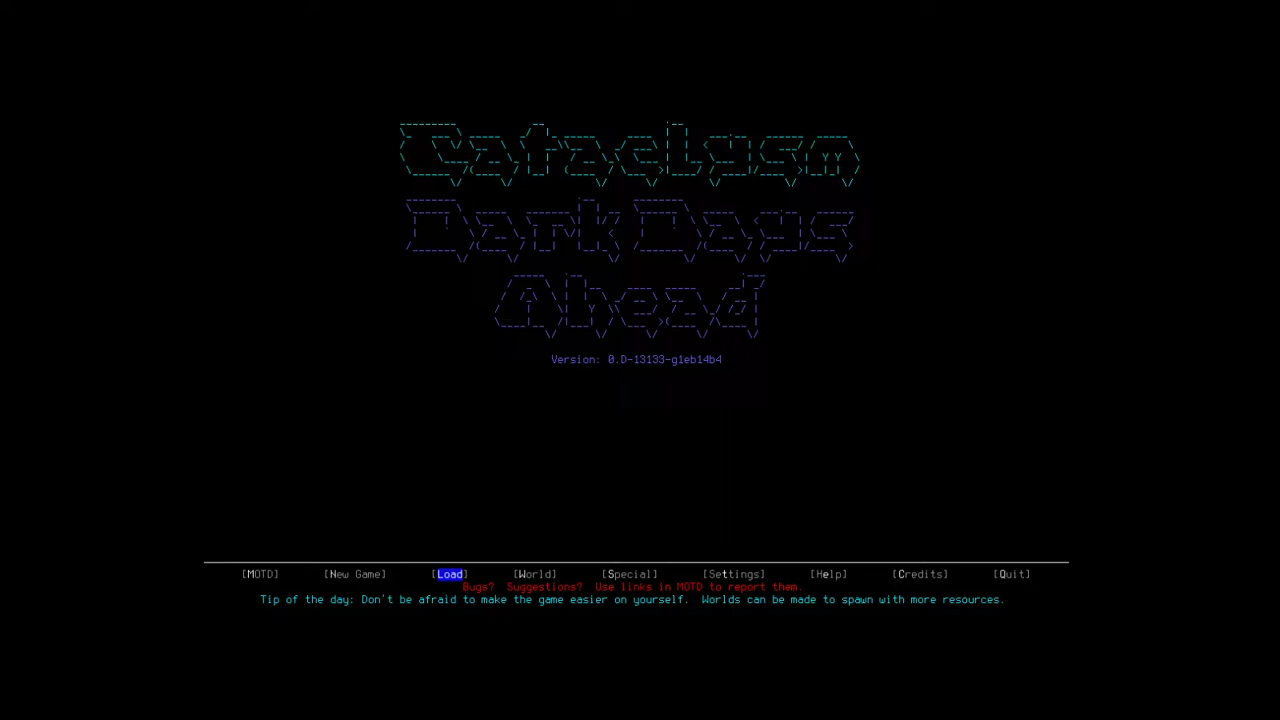 Cataclysm
Dark Days
Ahead
Version: 0.D-13133-g1eb14b4
[MOTD] [New Game] [Load] [World] [Special] [Settings] [Help] [Credits] [Quit]
Bugs? Suggestions? Use links in MOTD to report them.
Tip of the day: Don't be afraid to make the game easier on yourself. Worlds can be made to spawn with more resources.